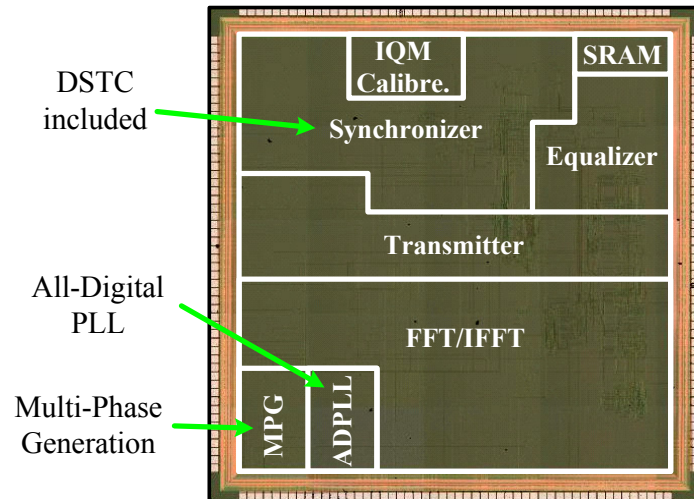 IQM
Calibre.
SRAM
DSTC
included
Synchronizer
Equalizer
Transmitter
All-Digital
PLL
FFT/IFFT
Multi-Phase
Generation
MPG
ADPLL